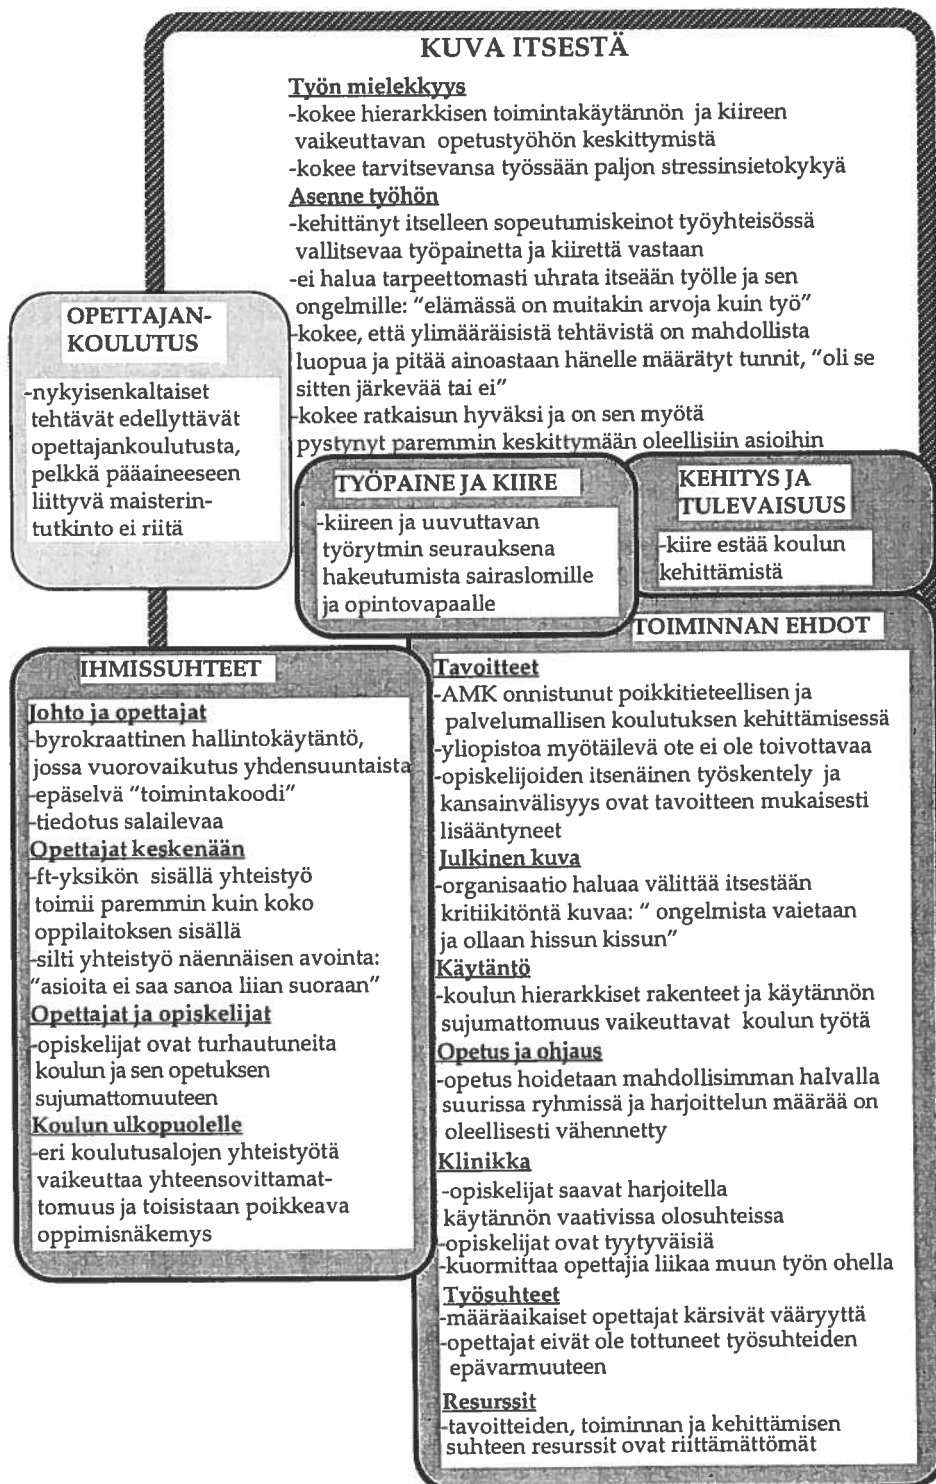 KUVA ITSESTÄ
Työn mielekkyys
-kokee hierarkkisen toimintakäytännön ja kiireen
vaikeuttavan opetustyöhön keskittymistä
-kokee tarvitsevansa työssään paljon stressinsietokykyä
Asenne työhön
-kehittänyt itselleen sopeutumiskeinot työyhteisössä
vallitsevaa työpainetta ja kiirettä vastaan
-ei halua tarpeettomasti uhrata itseään työlle ja sen
ongelmille: "elämässä on muitakin arvoja kuin työ"
-kokee, että ylimääräisistä tehtävistä on mahdollista
luopua ja pitää ainoastaan hänelle määrätyt tunnit, "oli se
sitten järkevää tai ei"
-kokee ratkaisun hyväksi ja on sen myötä
pystynyt paremmin keskittymään oleellisiin asioihin
OPETTAJAN-
KOULUTUS
-nykyisenkaltaiset
tehtävät edellyttävät
opettajankoulutusta,
pelkkä pääaineeseen
liittyvä maisterin-
tutkinto ei riitä
TYÖPAINE JA KIIRE
-kiireen ja uuvuttavan
työrytmin seurauksena
hakeutumista sairaslomille
ja opintovapaalle
KEHITYS JA
TULEVAISUUS
-kiire estää koulun
kehittämistä
IHMISSUHTEET
Johto ja opettajat
-byrokraattinen hallintokäytäntö,
jossa vuorovaikutus yhdensuuntaista
-epäselvä "toimintakoodi"
-tiedotus salailevaa
Opettajat keskenään
-ft-yksikön sisällä yhteistyö
toimii paremmin kuin koko
oppilaitoksen sisällä
-silti yhteistyö näennäisen avointa:
"asioita ei saa sanoa liian suoraan"
Opettajat ja opiskelijat
-opiskelijat ovat turhautuneita
koulun ja sen opetuksen
sujumattomuuteen
Koulun ulkopuolelle
-eri koulutusalojen yhteistyötä
vaikeuttaa yhteensovittamat-
tomuus ja toisistaan poikkeava
oppimisnäkemys
TOIMINNAN EHDOT
Tavoitteet
-AMK onnistunut poikkitieteellisen ja
palvelumallisen koulutuksen kehittämisessä
-yliopistoa myötäilevä ote ei ole toivottavaa
-opiskelijoiden itsenäinen työskentely ja
kansainvälisyys ovat tavoitteen mukaisesti
lisääntyneet
Julkinen kuva
-organisaatio haluaa välittää itsestään
kritiikitöntä kuvaa: " ongelmista vaietaan
ja ollaan hissun kissun"
Käytäntö
-koulun hierarkkiset rakenteet ja käytännön
sujumattomuus vaikeuttavat koulun työtä
Opetus ja ohjaus
-opetus hoidetaan mahdollisimman halvalla
suurissa ryhmissä ja harjoittelun määrää on
oleellisesti vähennetty
Klinikka
-opiskelijat saavat harjoitella
käytännön vaativissa olosuhteissa
-opiskelijat ovat tyytyväisiä
-kuormittaa opettajia liikaa muun työn ohella
Työsuhteet
-määräaikaiset opettajat kärsivät vääryyttä
-opettajat eivät ole tottuneet työsuhteiden
epävarmuuteen
Resurssit
-tavoitteiden, toiminnan ja kehittämisen
suhteen resurssit ovat riittämättömät